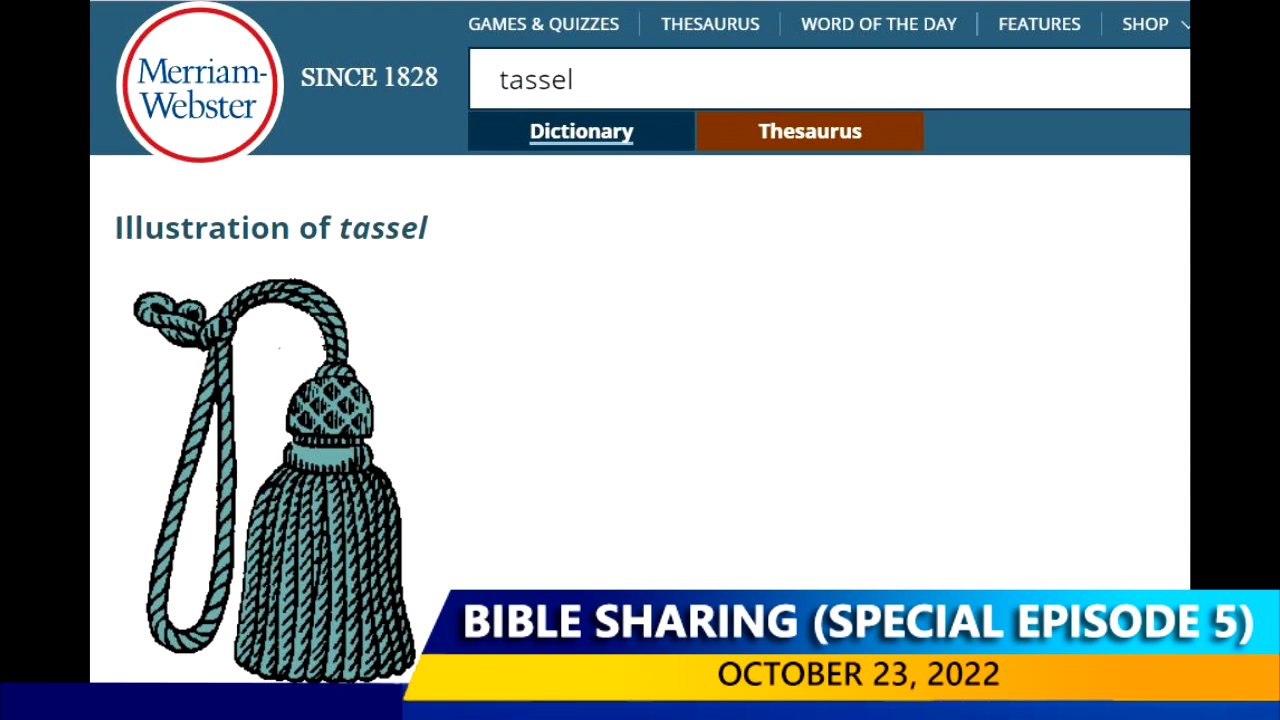 GAMES & QUIZZES THESAURUS WORD OF THE DAY FEATURES SHOP
Merriam-
Webster
SINCE 1828
tassel
Dictionary Thesaurus
Illustration of tassel
BIBLE SHARING (SPECIAL EPISODE 5)
OCTOBER 23, 2022